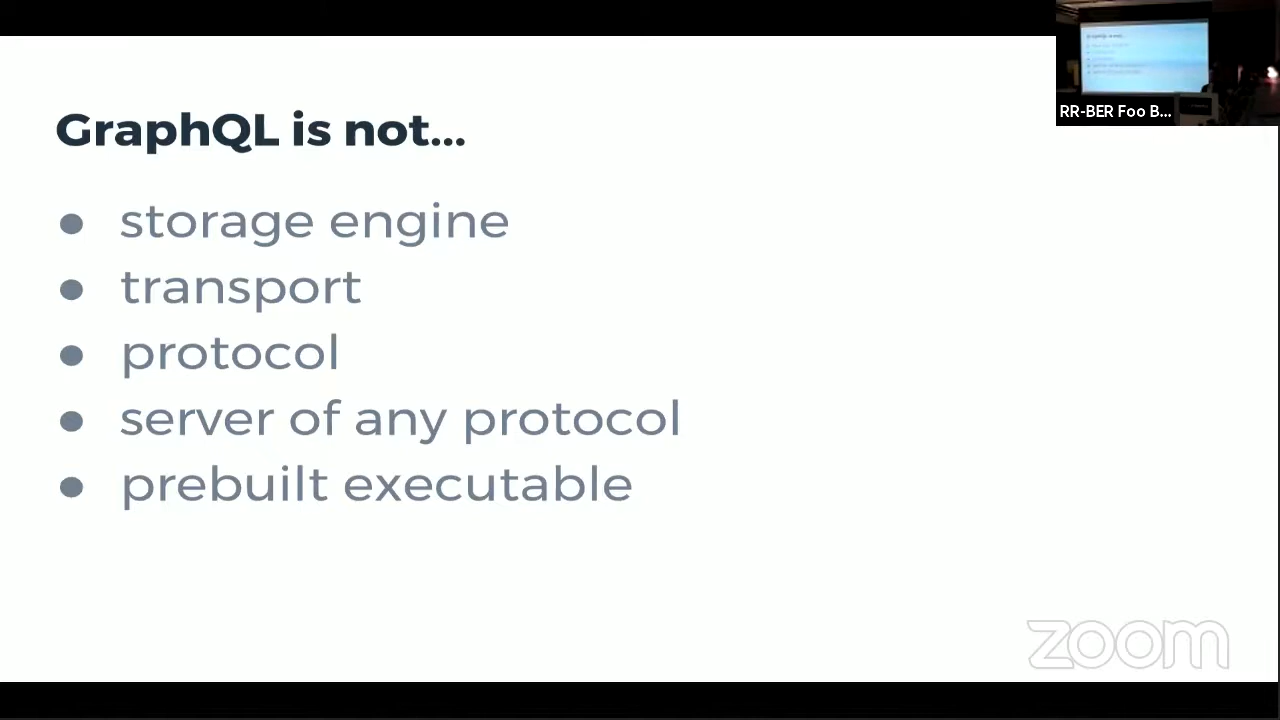 GraphQL is not...
● storage engine
● transport
● protocol
● server of any protocol
● prebuilt executable
RR-BER Foo B...
zoom